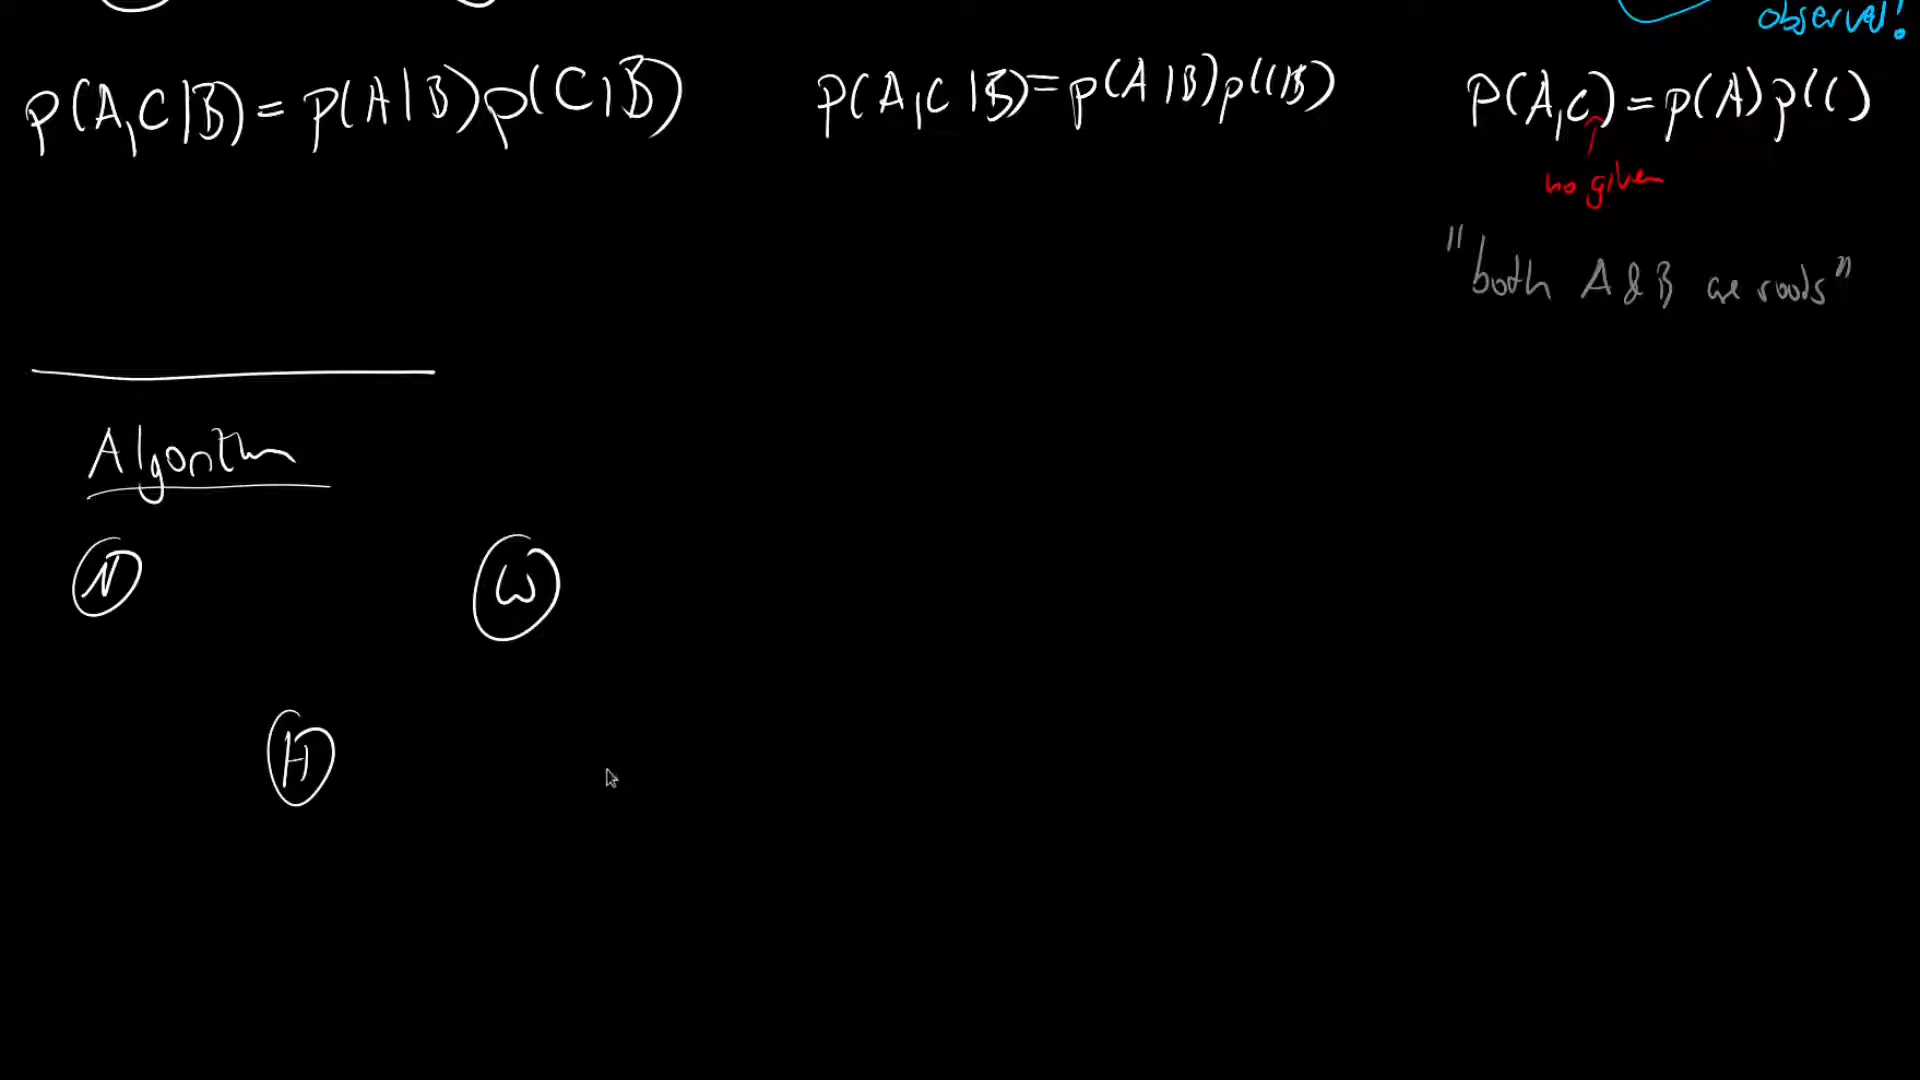 observed!
p(A,C|B)=p(A|B)p(C|B)
p(A,C|B)=p(A|B)p(C|B)
P(A,C)=p(A)p(C)
no given
"both A & B are roots"
Algorithm
N
W
H